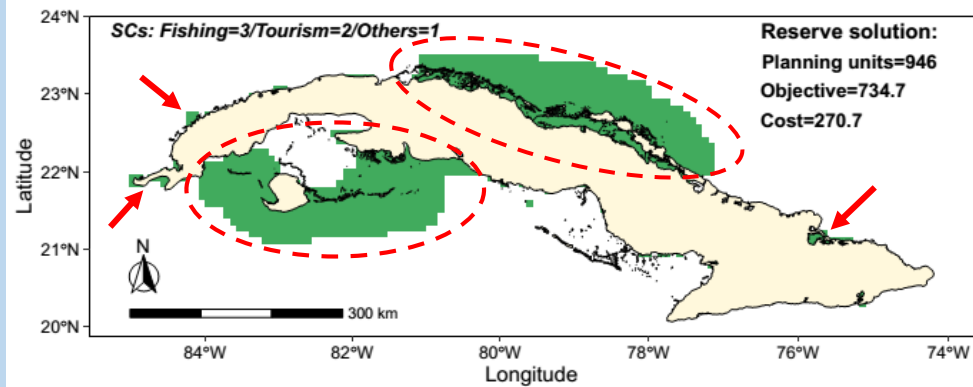 SCs: Fishing=3/Tourism=2/Others=1
Reserve solution:
Planning units=946
Objective=734.7
Cost=270.7
24°N
23°N
22°N
21°N
20°N
Latitude
N
300 km
84°W
82°W
80°W
78°W
76°W
74°W
Longitude